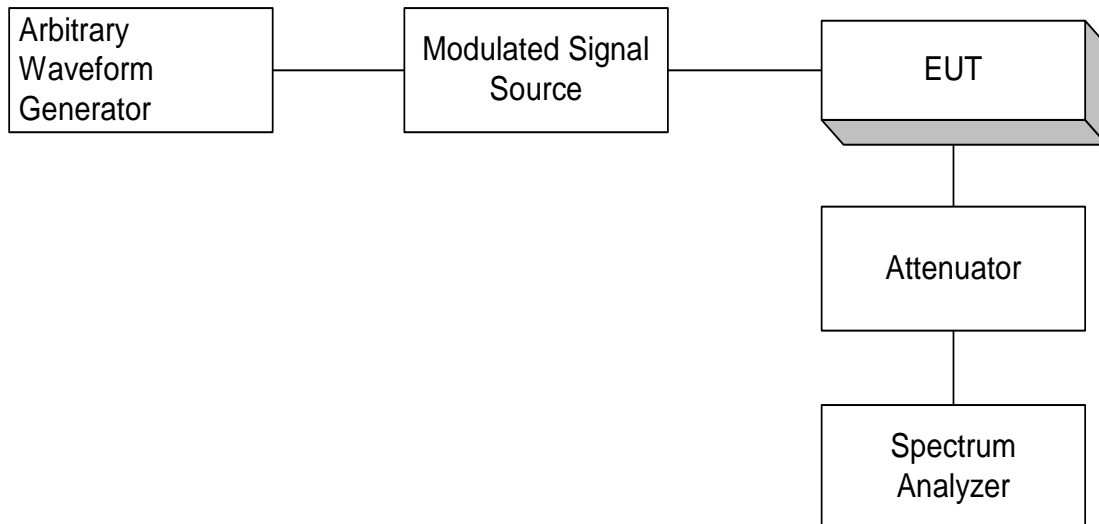 Arbitrary
Waveform
Generator
Modulated Signal
Source
EUT
Attenuator
Spectrum
Analyzer